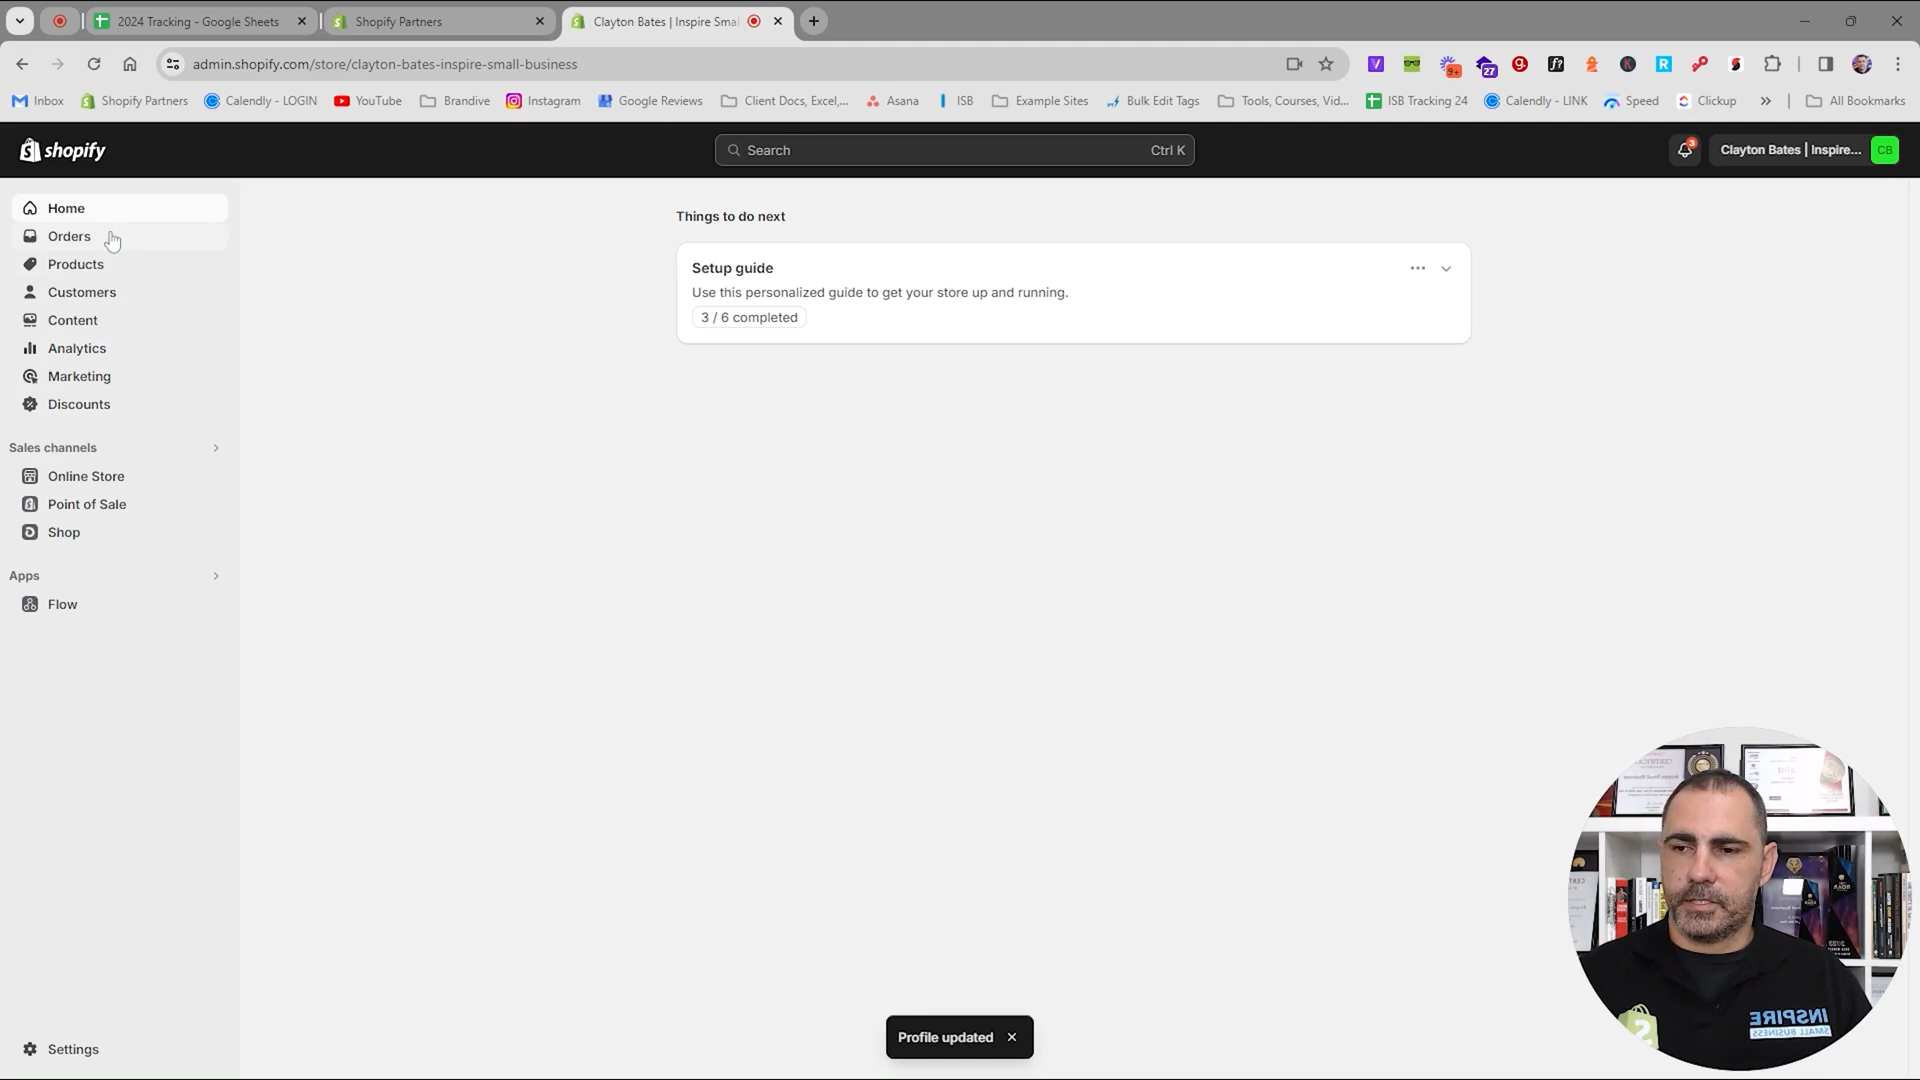 2024 Tracking - Google Sheets
Shopify Partners
Clayton Bates | Inspire Smal
admin.shopify.com/store/clayton-bates-inspire-small-business
9+
27
Inbox
Shopify Partners
Calendly - LOGIN
YouTube
Brandive
Instagram
Google Reviews
Client Docs, Excel,...
Asana
ISB
Example Sites
Bulk Edit Tags
Tools, Courses, Vid...
ISB Tracking 24
Calendly - LINK
Speed
Clickup
All Bookmarks
shopify
Search
Ctrl K
3
Clayton Bates | Inspire...
CB
Home
Orders
Products
Customers
Content
Analytics
Marketing
Discounts
Sales channels
Online Store
Point of Sale
Shop
Apps
Flow
Settings
Things to do next
Setup guide
Use this personalized guide to get your store up and running.
3 / 6 completed
Profile updated
INSPIRE
SMALL BUSINESS